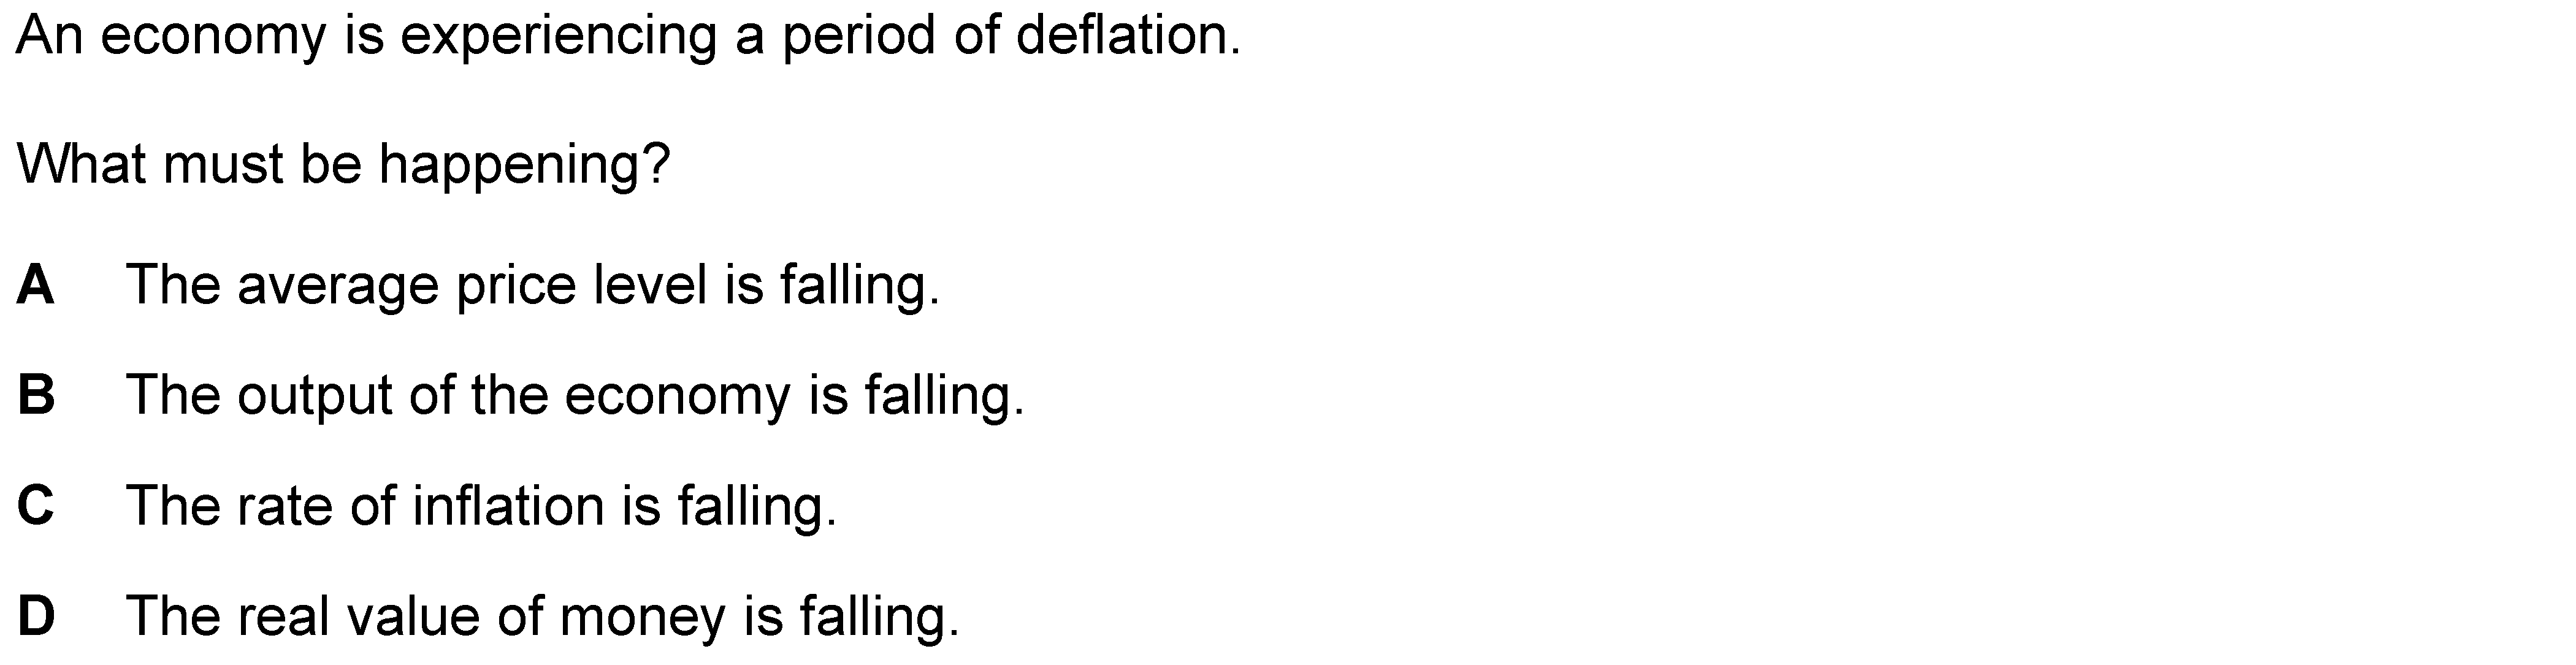 An economy is experiencing a period of deflation.
What must be happening?
A The average price level is falling.
B The output of the economy is falling.
C The rate of inflation is falling.
D The real value of money is falling.